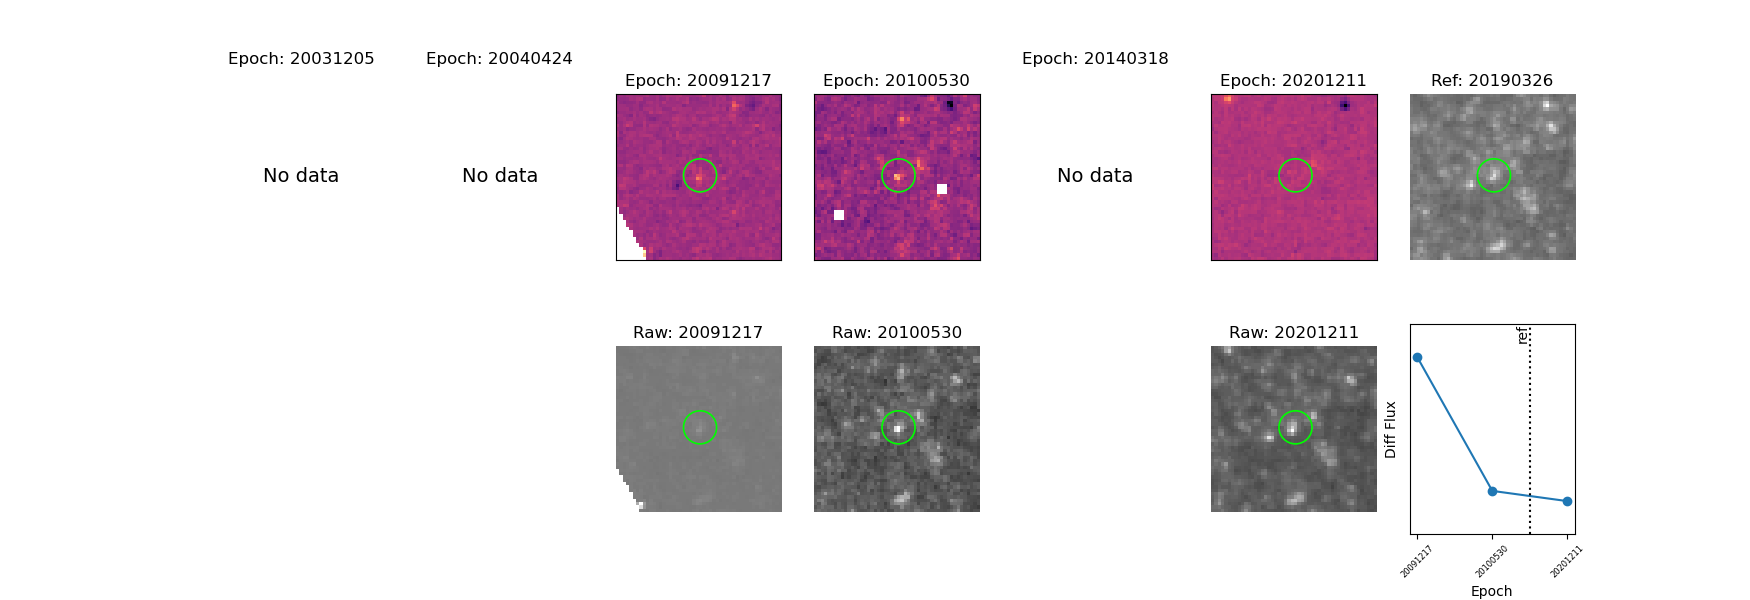 Epoch: 20031205
Epoch: 20040424
Epoch: 20140318
Epoch: 20091217
Epoch: 20100530
Epoch: 20201211
Ref: 20190326
No data
No data
No data
Raw: 20091217
Raw: 20100530
Raw: 20201211
ref
Diff Flux
20091217
20100530
20201211
Epoch